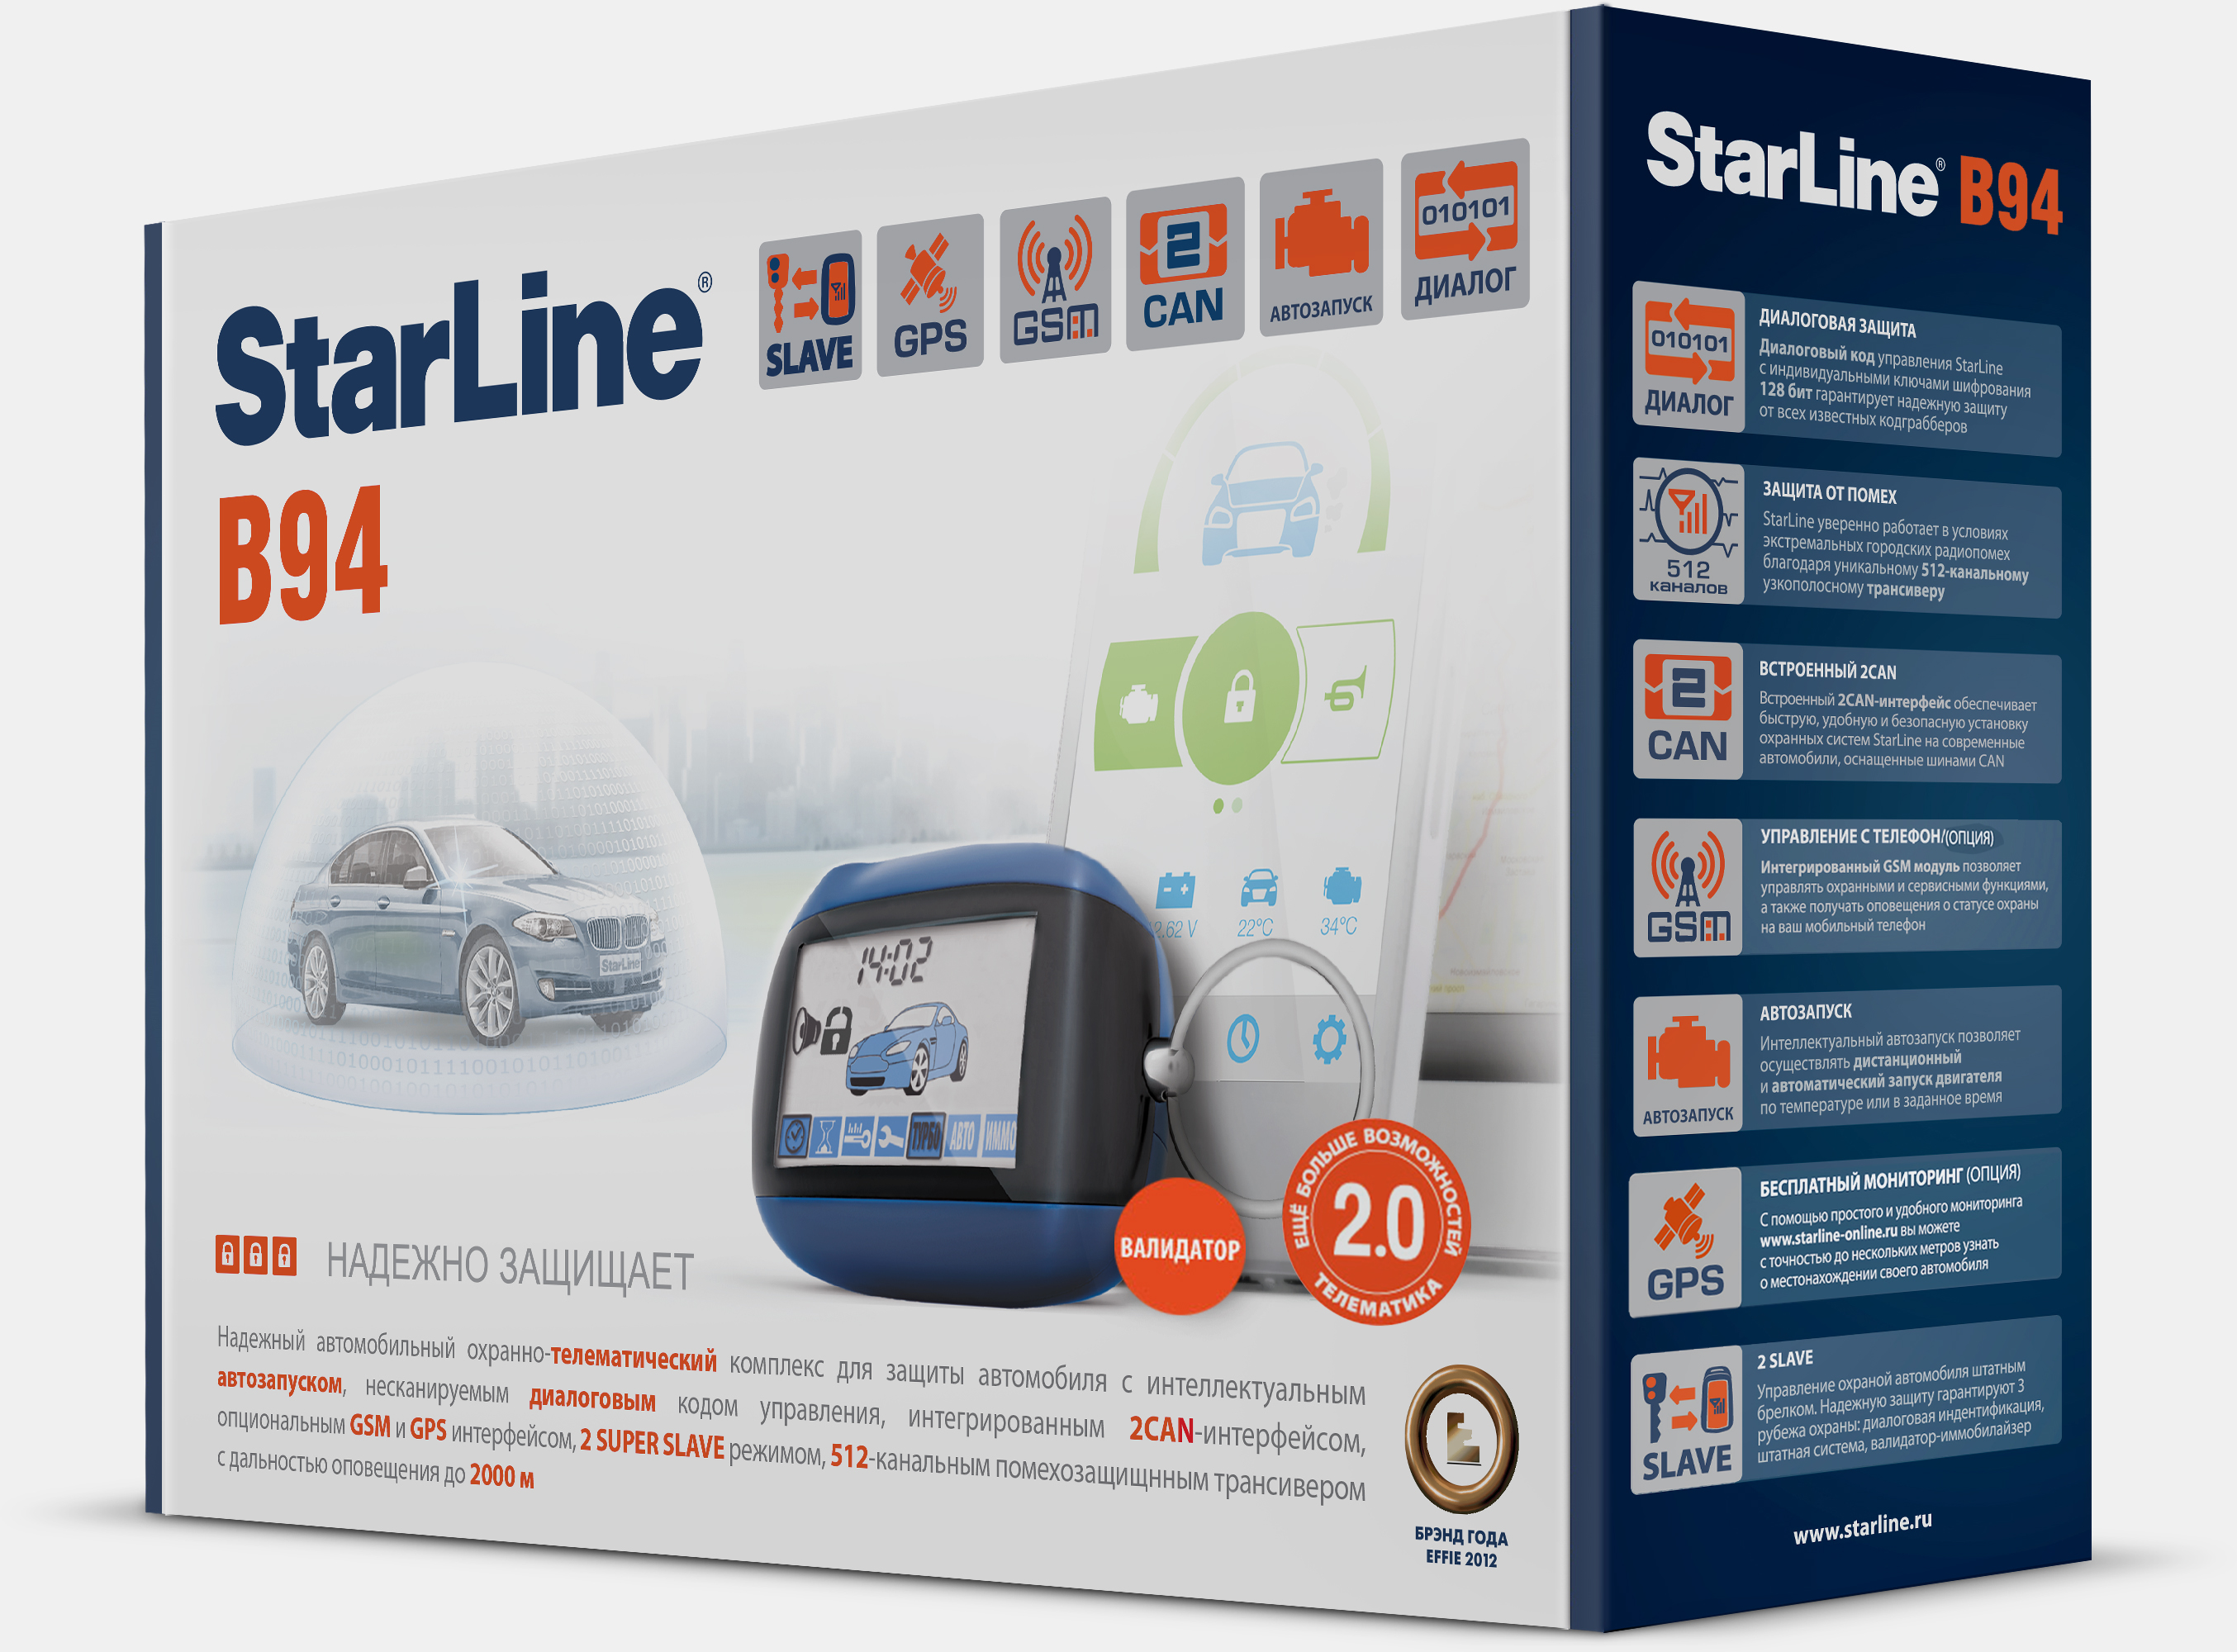 StarLine®
B94
SLAVE
GPS
GSM
2
CAN
АВТОЗАПУСК
010101
ДИАЛОГ
12.62 V
22°C
34°C
StarLine
14:02
ТУРБО
АВТО
ИММО
ВАЛИДАТОР
ЕЩЁ БОЛЬШЕ ВОЗМОЖНОСТЕЙ
2.0
ТЕЛЕМАТИКА
НАДЕЖНО ЗАЩИЩАЕТ
Надежный автомобильный охранно-телематический комплекс для защиты автомобиля с интеллектуальным
автозапуском, несканируемым диалоговым кодом управления, интегрированным 2CAN-интерфейсом,
опциональным GSM и GPS интерфейсом, 2 SUPER SLAVE режимом, 512-канальным помехозащищнным трансивером
с дальностью оповещения до 2000 м
БРЭНД ГОДА
EFFIE 2012
StarLine® B94
010101
ДИАЛОГ
ДИАЛОГОВАЯ ЗАЩИТА
Диалоговый код управления StarLine
с индивидуальными ключами шифрования
128 бит гарантирует надежную защиту
от всех известных кодграбберов
512
каналов
ЗАЩИТА ОТ ПОМЕХ
StarLine уверенно работает в условиях
экстремальных городских радиопомех
благодаря уникальному 512-канальному
узкополосному трансиверу
2
CAN
ВСТРОЕННЫЙ 2CAN
Встроенный 2CAN-интерфейс обеспечивает
быструю, удобную и безопасную установку
охранных систем StarLine на современные
автомобили, оснащенные шинами CAN
GSM
УПРАВЛЕНИЕ С ТЕЛЕФОН/(ОПЦИЯ)
Интегрированный GSM модуль позволяет
управлять охранными и сервисными функциями,
а также получать оповещения о статусе охраны
на ваш мобильный телефон
АВТОЗАПУСК
АВТОЗАПУСК
Интеллектуальный автозапуск позволяет
осуществлять дистанционный
и автоматический запуск двигателя
по температуре или в заданное время
GPS
БЕСПЛАТНЫЙ МОНИТОРИНГ (ОПЦИЯ)
С помощью простого и удобного мониторинга
www.starline-online.ru вы можете
с точностью до нескольких метров узнать
о местонахождении своего автомобиля
SLAVE
2 SLAVE
Управление охраной автомобиля штатным
брелком. Надежную защиту гарантируют 3
рубежа охраны: диалоговая индентификация,
штатная система, валидатор-иммобилайзер
www.starline.ru